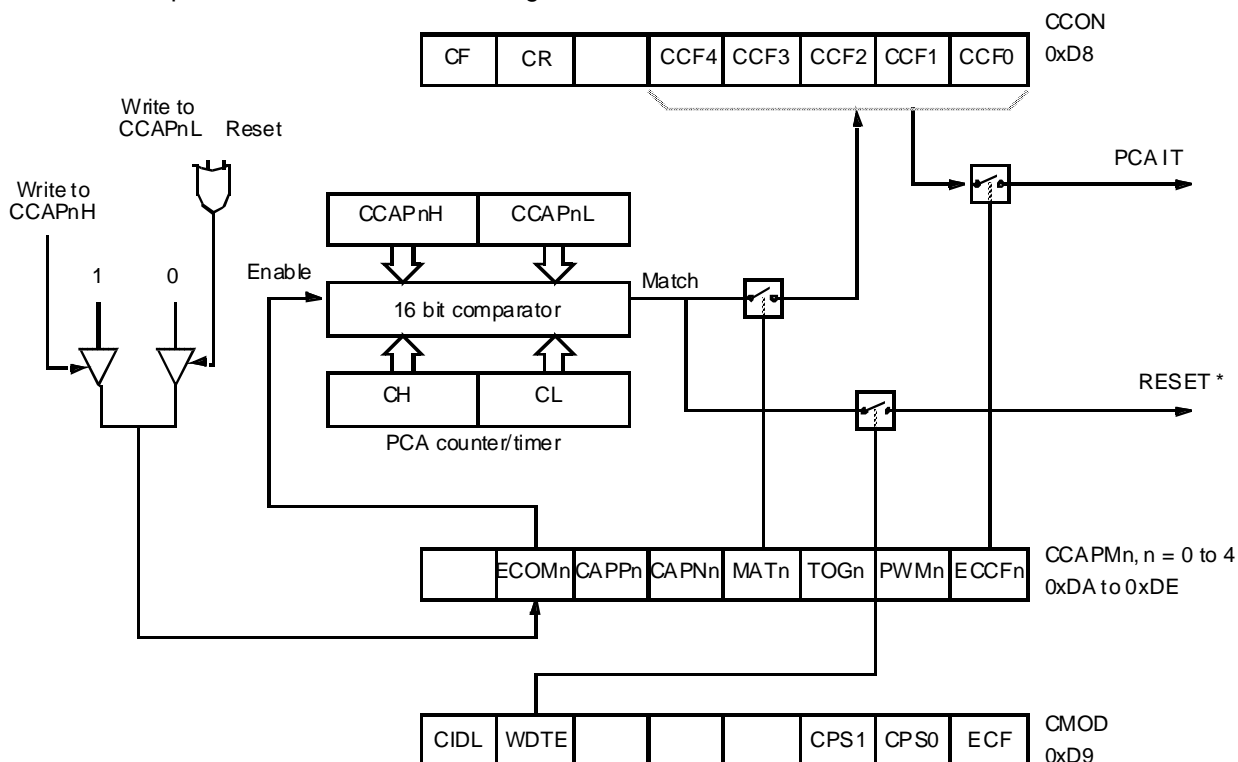 CCON
0xD8
CF CR CCF4 CCF3 CCF2 CCF1 CCF0
Write to
CCAPnL Reset
PCA IT
Write to
CCAPnH
CCAPnH CCAPnL
1 0 Enable
Match
16 bit comparator
CH CL
RESET *
PCA counter/timer
ECOMn CAPPn CAPNn MATn TOGn PWMn ECCFn
CCAPMn, n = 0 to 4
0xDA to 0xDE
CIDL WDTE CPS1 CPS0 ECF
CMOD
0xD9